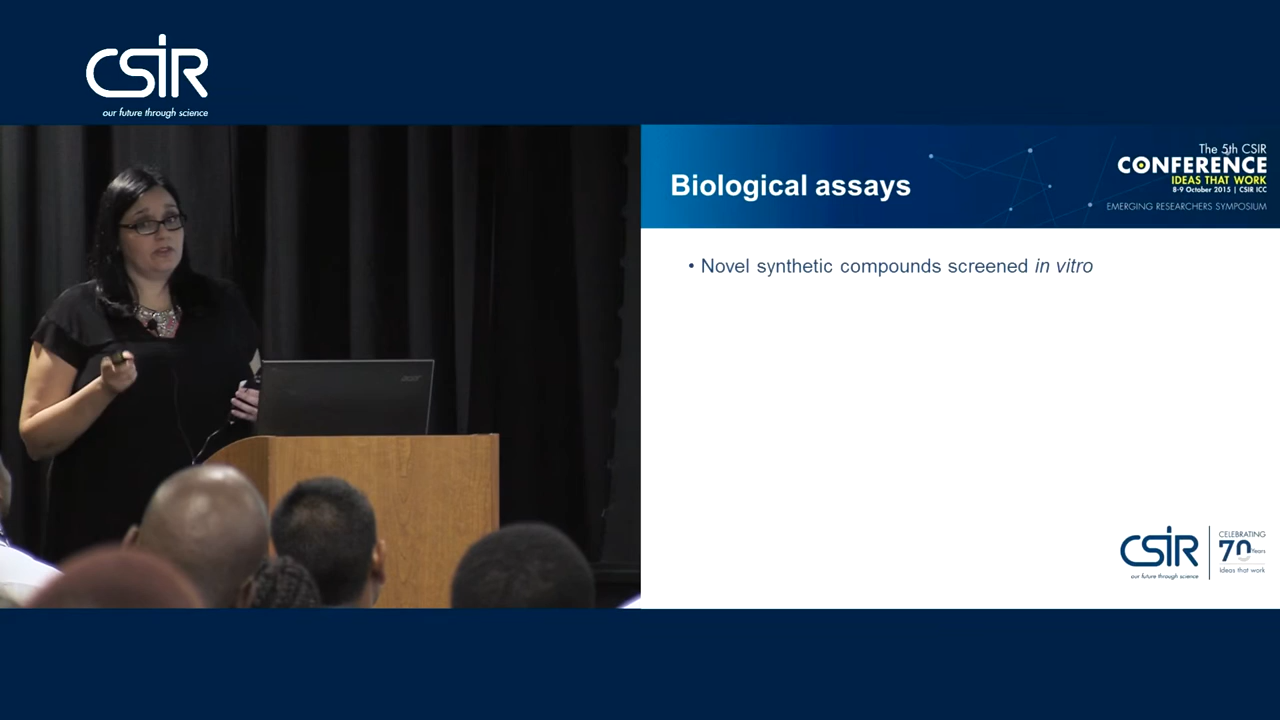 CSIR
our future through science
Biological assays
The 5th CSIR
CONFERENCE
IDEAS THAT WORK
8-9 October 2015 | CSIR ICC
EMERGING RESEARCHERS SYMPOSIUM
• Novel synthetic compounds screened in vitro
acer
CSIR
our future through science
CELEBRATING
70 Years
Ideas that work